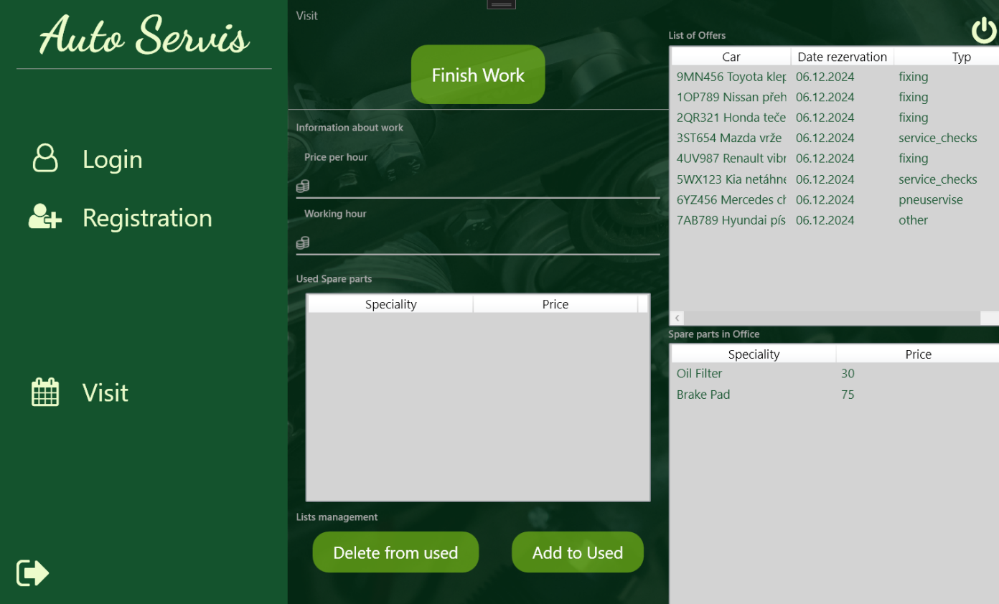 Auto Servis
Login
Registration
Visit
Visit
Finish Work
Information about work
Price per hour
Working hour
Used Spare parts
Speciality Price
Lists management
Delete from used Add to Used
List of Offers
Car Date rezervation Typ
9MN456 Toyota klep 06.12.2024 fixing
1OP789 Nissan přeh 06.12.2024 fixing
2QR321 Honda teče 06.12.2024 fixing
3ST654 Mazda vrže 06.12.2024 service_checks
4UV987 Renault vibr 06.12.2024 fixing
5WX123 Kia netáhne 06.12.2024 service_checks
6YZ456 Mercedes ch 06.12.2024 pneuservise
7AB789 Hyundai pís 06.12.2024 other
Spare parts in Office
Speciality Price
Oil Filter 30
Brake Pad 75